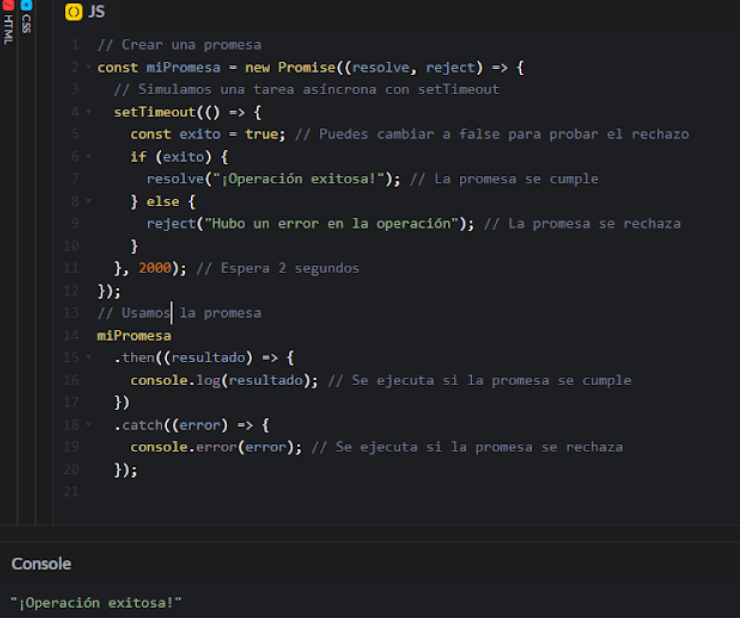 HTML
CSS
JS
1 // Crear una promesa
2 const miPromesa = new Promise((resolve, reject) => {
3 // Simulamos una tarea asíncrona con setTimeout
4 setTimeout(() => {
5 const exito = true; // Puedes cambiar a false para probar el rechazo
6 if (exito) {
7 resolve("¡Operación exitosa!"); // La promesa se cumple
8 } else {
9 reject("Hubo un error en la operación"); // La promesa se rechaza
10 }
11 }, 2000); // Espera 2 segundos
12 });
13 // Usamos la promesa
14 miPromesa
15 .then((resultado) => {
16 console.log(resultado); // Se ejecuta si la promesa se cumple
17 })
18 .catch((error) => {
19 console.error(error); // Se ejecuta si la promesa se rechaza
20 });
21
Console
"¡Operación exitosa!"